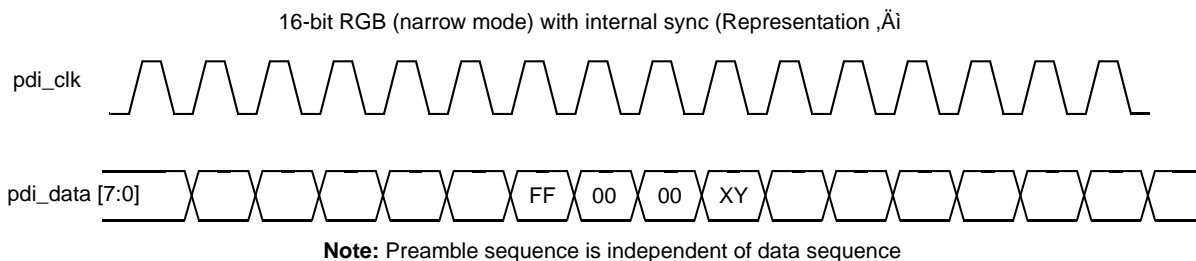 16-bit RGB (narrow mode) with internal sync (Representation ‚Äì
pdi_clk
pdi_data [7:0]
FF 00 00 XY
Note: Preamble sequence is independent of data sequence